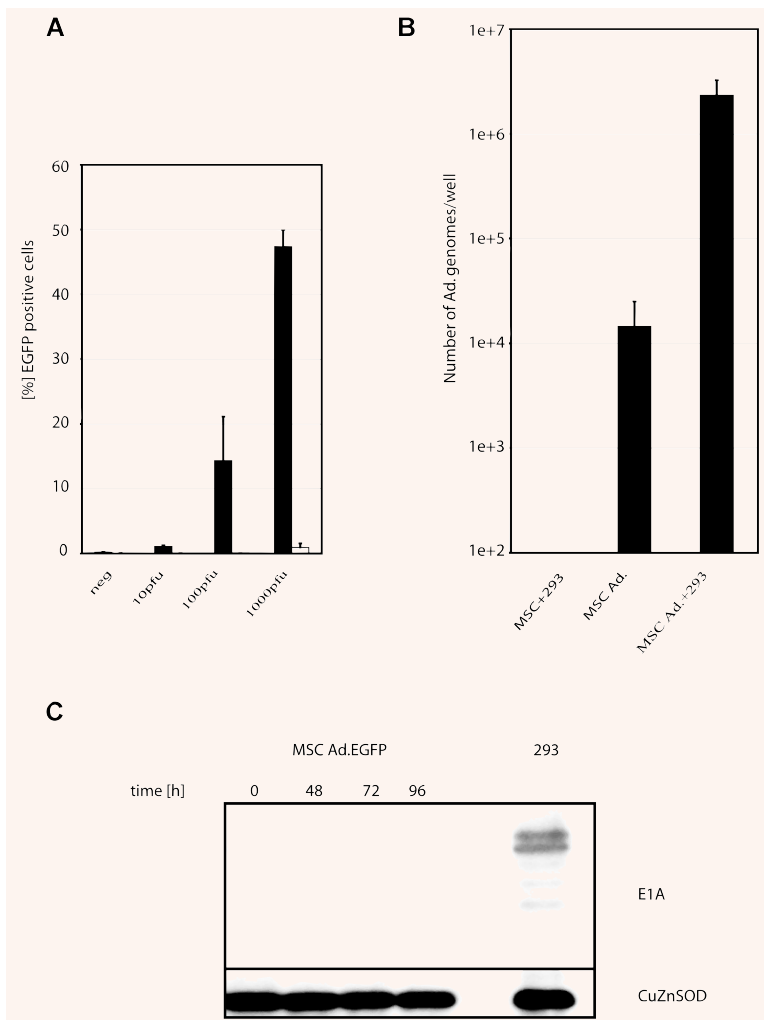 A
[%] EGFP positive cells
60
50
40
30
20
10
0
neg
10pfu
100pfu
1000pfu
B
Number of Ad. genomes/well
1e+7
1e+6
1e+5
1e+4
1e+3
1e+2
MSC+293
MSC Ad.
MSC Ad.+293
C
MSC Ad.EGFP 293
time [h] 0 48 72 96
E1A
CuZnSOD